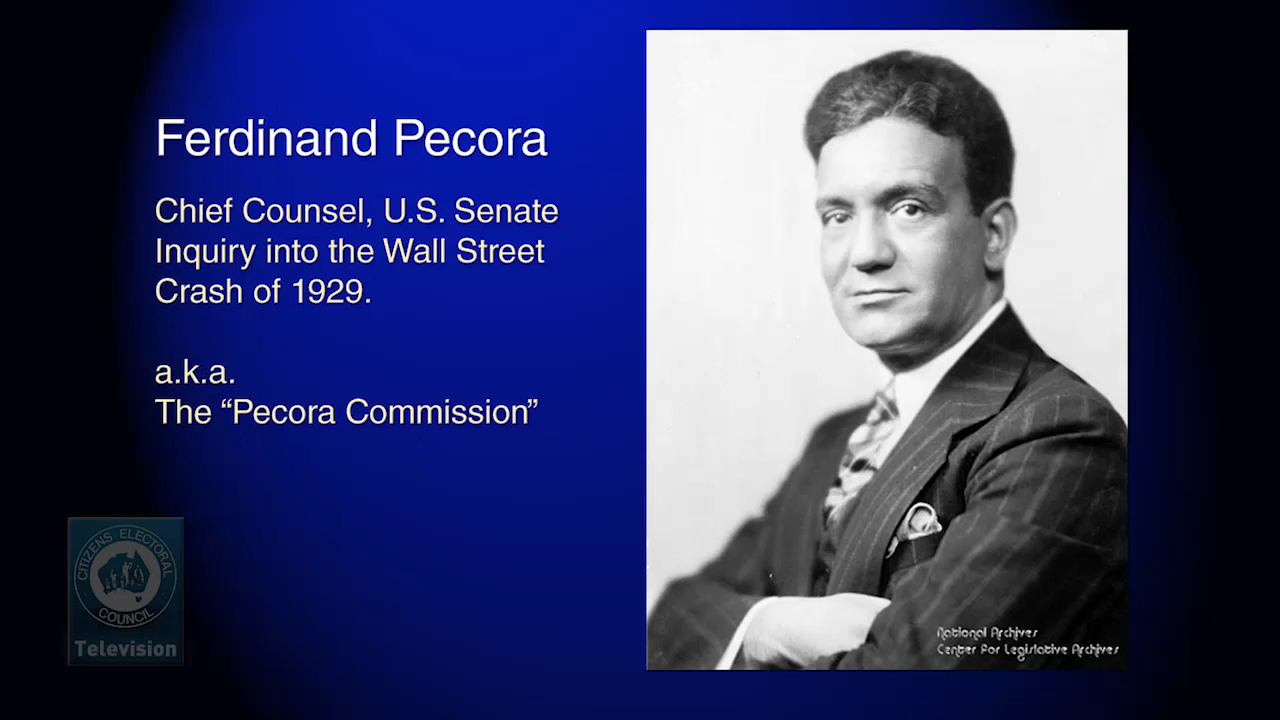 Ferdinand Pecora
Chief Counsel, U.S. Senate
Inquiry into the Wall Street
Crash of 1929.
a.k.a.
The “Pecora Commission”
CITIZENS ELECTORAL
COUNCIL
Television
National Archives
Center For Legislative Archives